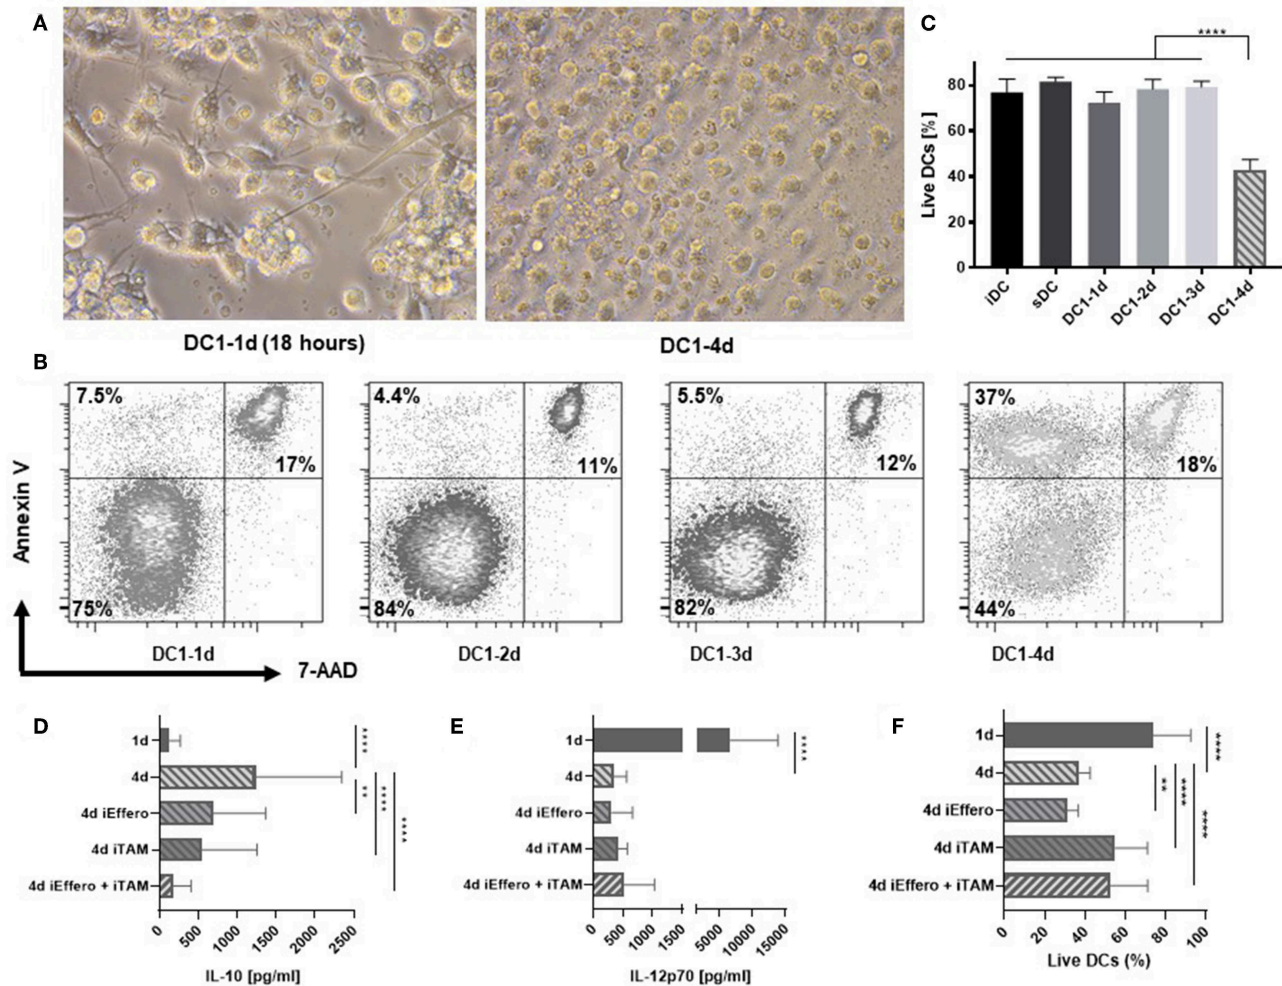 A
DC1-1d (18 hours)
DC1-4d
C
****
Live DCs [%]
80
60
40
20
0
iDC
sDC
DC1-1d
DC1-2d
DC1-3d
DC1-4d
B
Annexin V
7-AAD
7.5%
17%
75%
DC1-1d
4.4%
11%
84%
DC1-2d
5.5%
12%
82%
DC1-3d
37%
18%
44%
DC1-4d
D
1d
4d
4d iEffero
4d iTAM
4d iEffero + iTAM
****
**
****
****
0
500
1000
1500
2000
2500
IL-10 [pg/ml]
E
1d
4d
4d iEffero
4d iTAM
4d iEffero + iTAM
****
0
500
1000
1500
5000
10000
15000
IL-12p70 [pg/ml]
F
1d
4d
4d iEffero
4d iTAM
4d iEffero + iTAM
****
**
****
****
0
20
40
60
80
100
Live DCs (%)